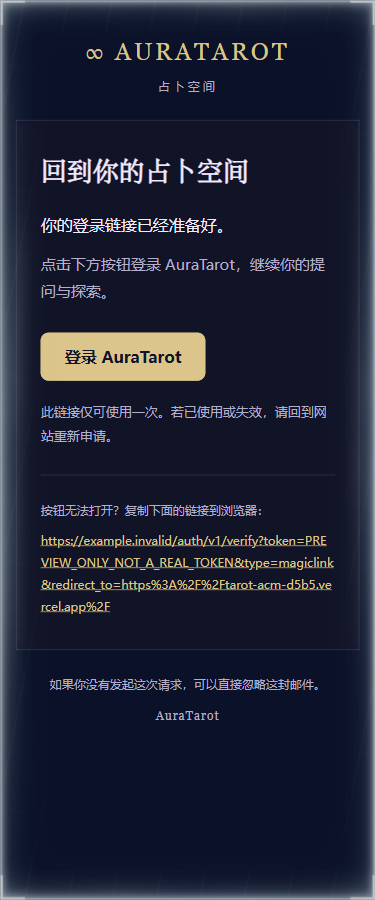 ∞ AURATAROT
占卜空间
回到你的占卜空间
你的登录链接已经准备好。
点击下方按钮登录 AuraTarot，继续你的提
问与探索。
登录 AuraTarot
此链接仅可使用一次。若已使用或失效，请回到网
站重新申请。
按钮无法打开？复制下面的链接到浏览器：
https://example.invalid/auth/v1/verify?token=PRE
VIEW_ONLY_NOT_A_REAL_TOKEN&type=magiclink
&redirect_to=https%3A%2F%2Ftarot-acm-d5b5.ve
rcel.app%2F
如果你没有发起这次请求，可以直接忽略这封邮件。
AuraTarot